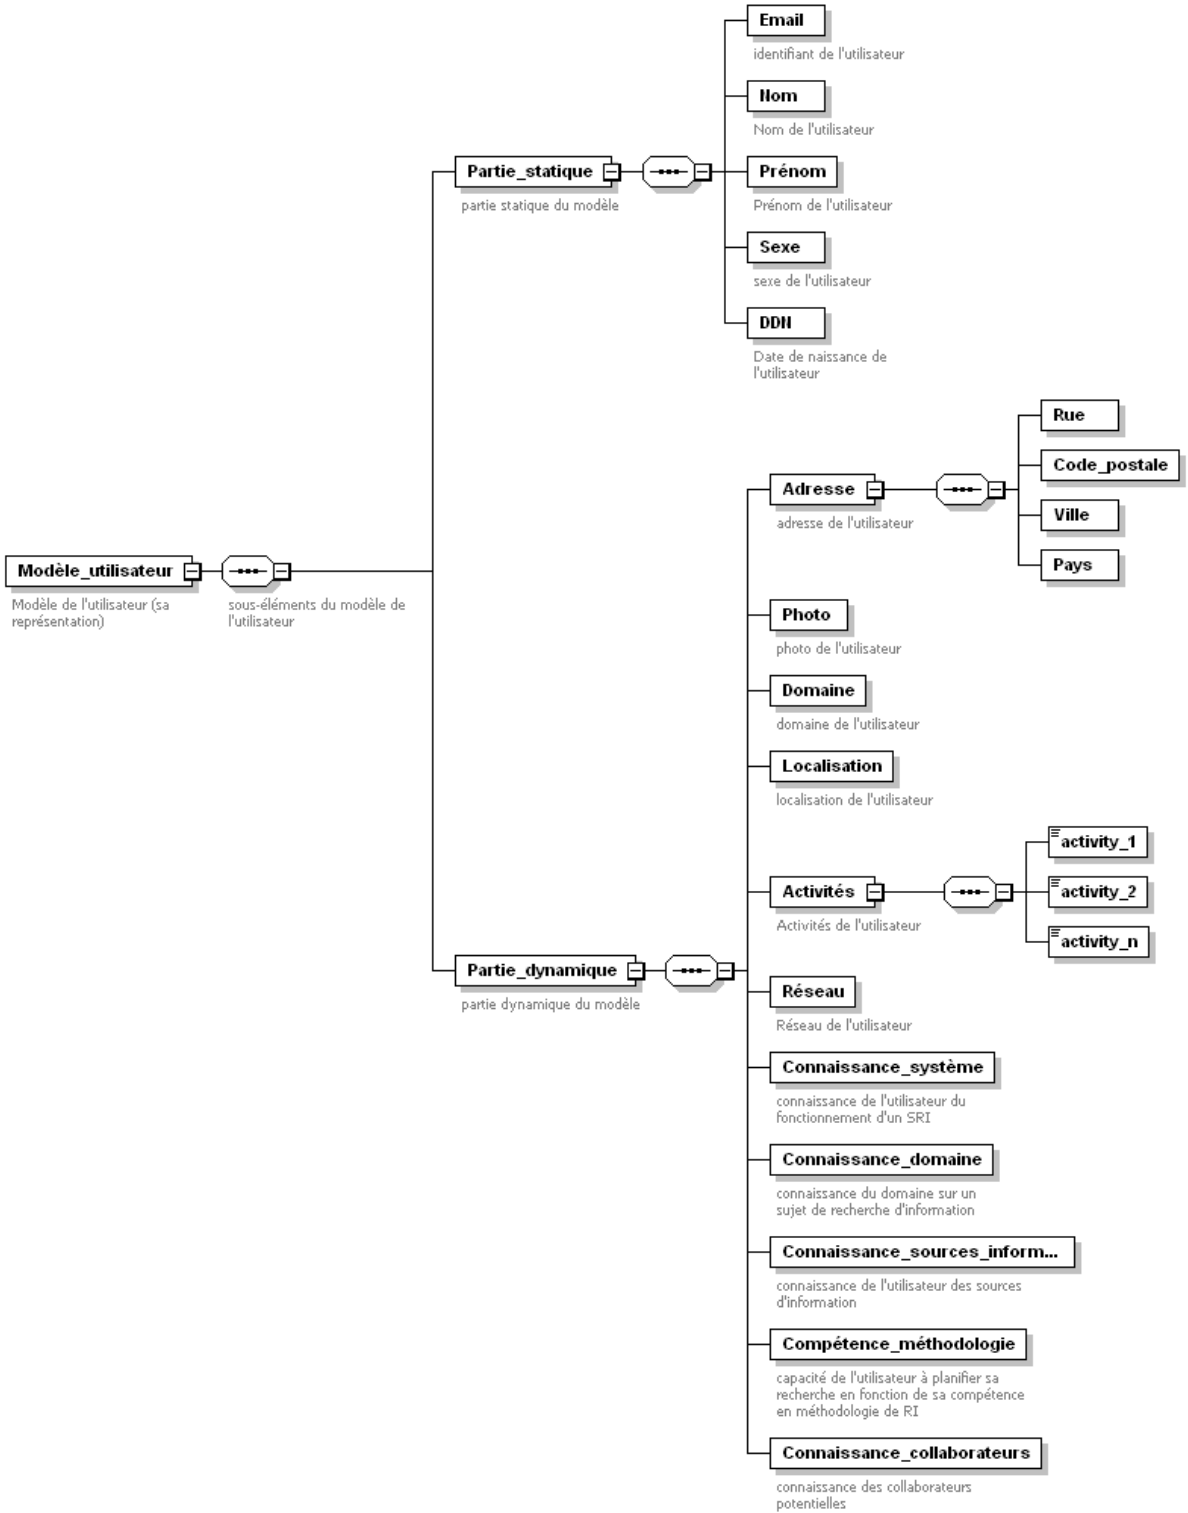 Email
identifiant de l'utilisateur
Nom
Nom de l'utilisateur
Partie_statique
partie statique du modèle
Prénom
Prénom de l'utilisateur
Sexe
sexe de l'utilisateur
DDN
Date de naissance de
l'utilisateur
Modèle_utilisateur
Modèle de l'utilisateur (sa
représentation)
sous-éléments du modèle de
l'utilisateur
Adresse
adresse de l'utilisateur
Rue
Code_postale
Ville
Pays
Photo
photo de l'utilisateur
Domaine
domaine de l'utilisateur
Localisation
localisation de l'utilisateur
Activités
Activités de l'utilisateur
activity_1
activity_2
activity_n
Partie_dynamique
partie dynamique du modèle
Réseau
Réseau de l'utilisateur
Connaissance_système
connaissance de l'utilisateur du
fonctionnement d'un SRI
Connaissance_domaine
connaissance du domaine sur un
sujet de recherche d'information
Connaissance_sources_inform...
connaissance de l'utilisateur des sources
d'information
Compétence_méthodologie
capacité de l'utilisateur à planifier sa
recherche en fonction de sa compétence
en méthodologie de RI
Connaissance_collaborateurs
connaissance des collaborateurs
potentielles